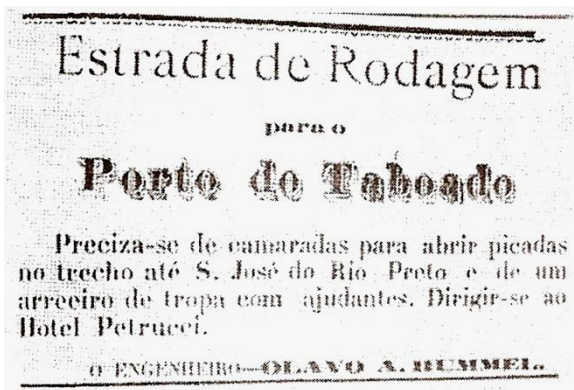 Estrada de Rodagem
para o
Porto do Taboado
Preciza-se de camaradas para abrir picadas
no trecho até S. José do Rio Preto e de um
arreeiro de tropa com ajudantes. Dirigir-se ao
Hotel Petrucci.
O ENGENHEIRO—OLAVO A. HUMMEL.